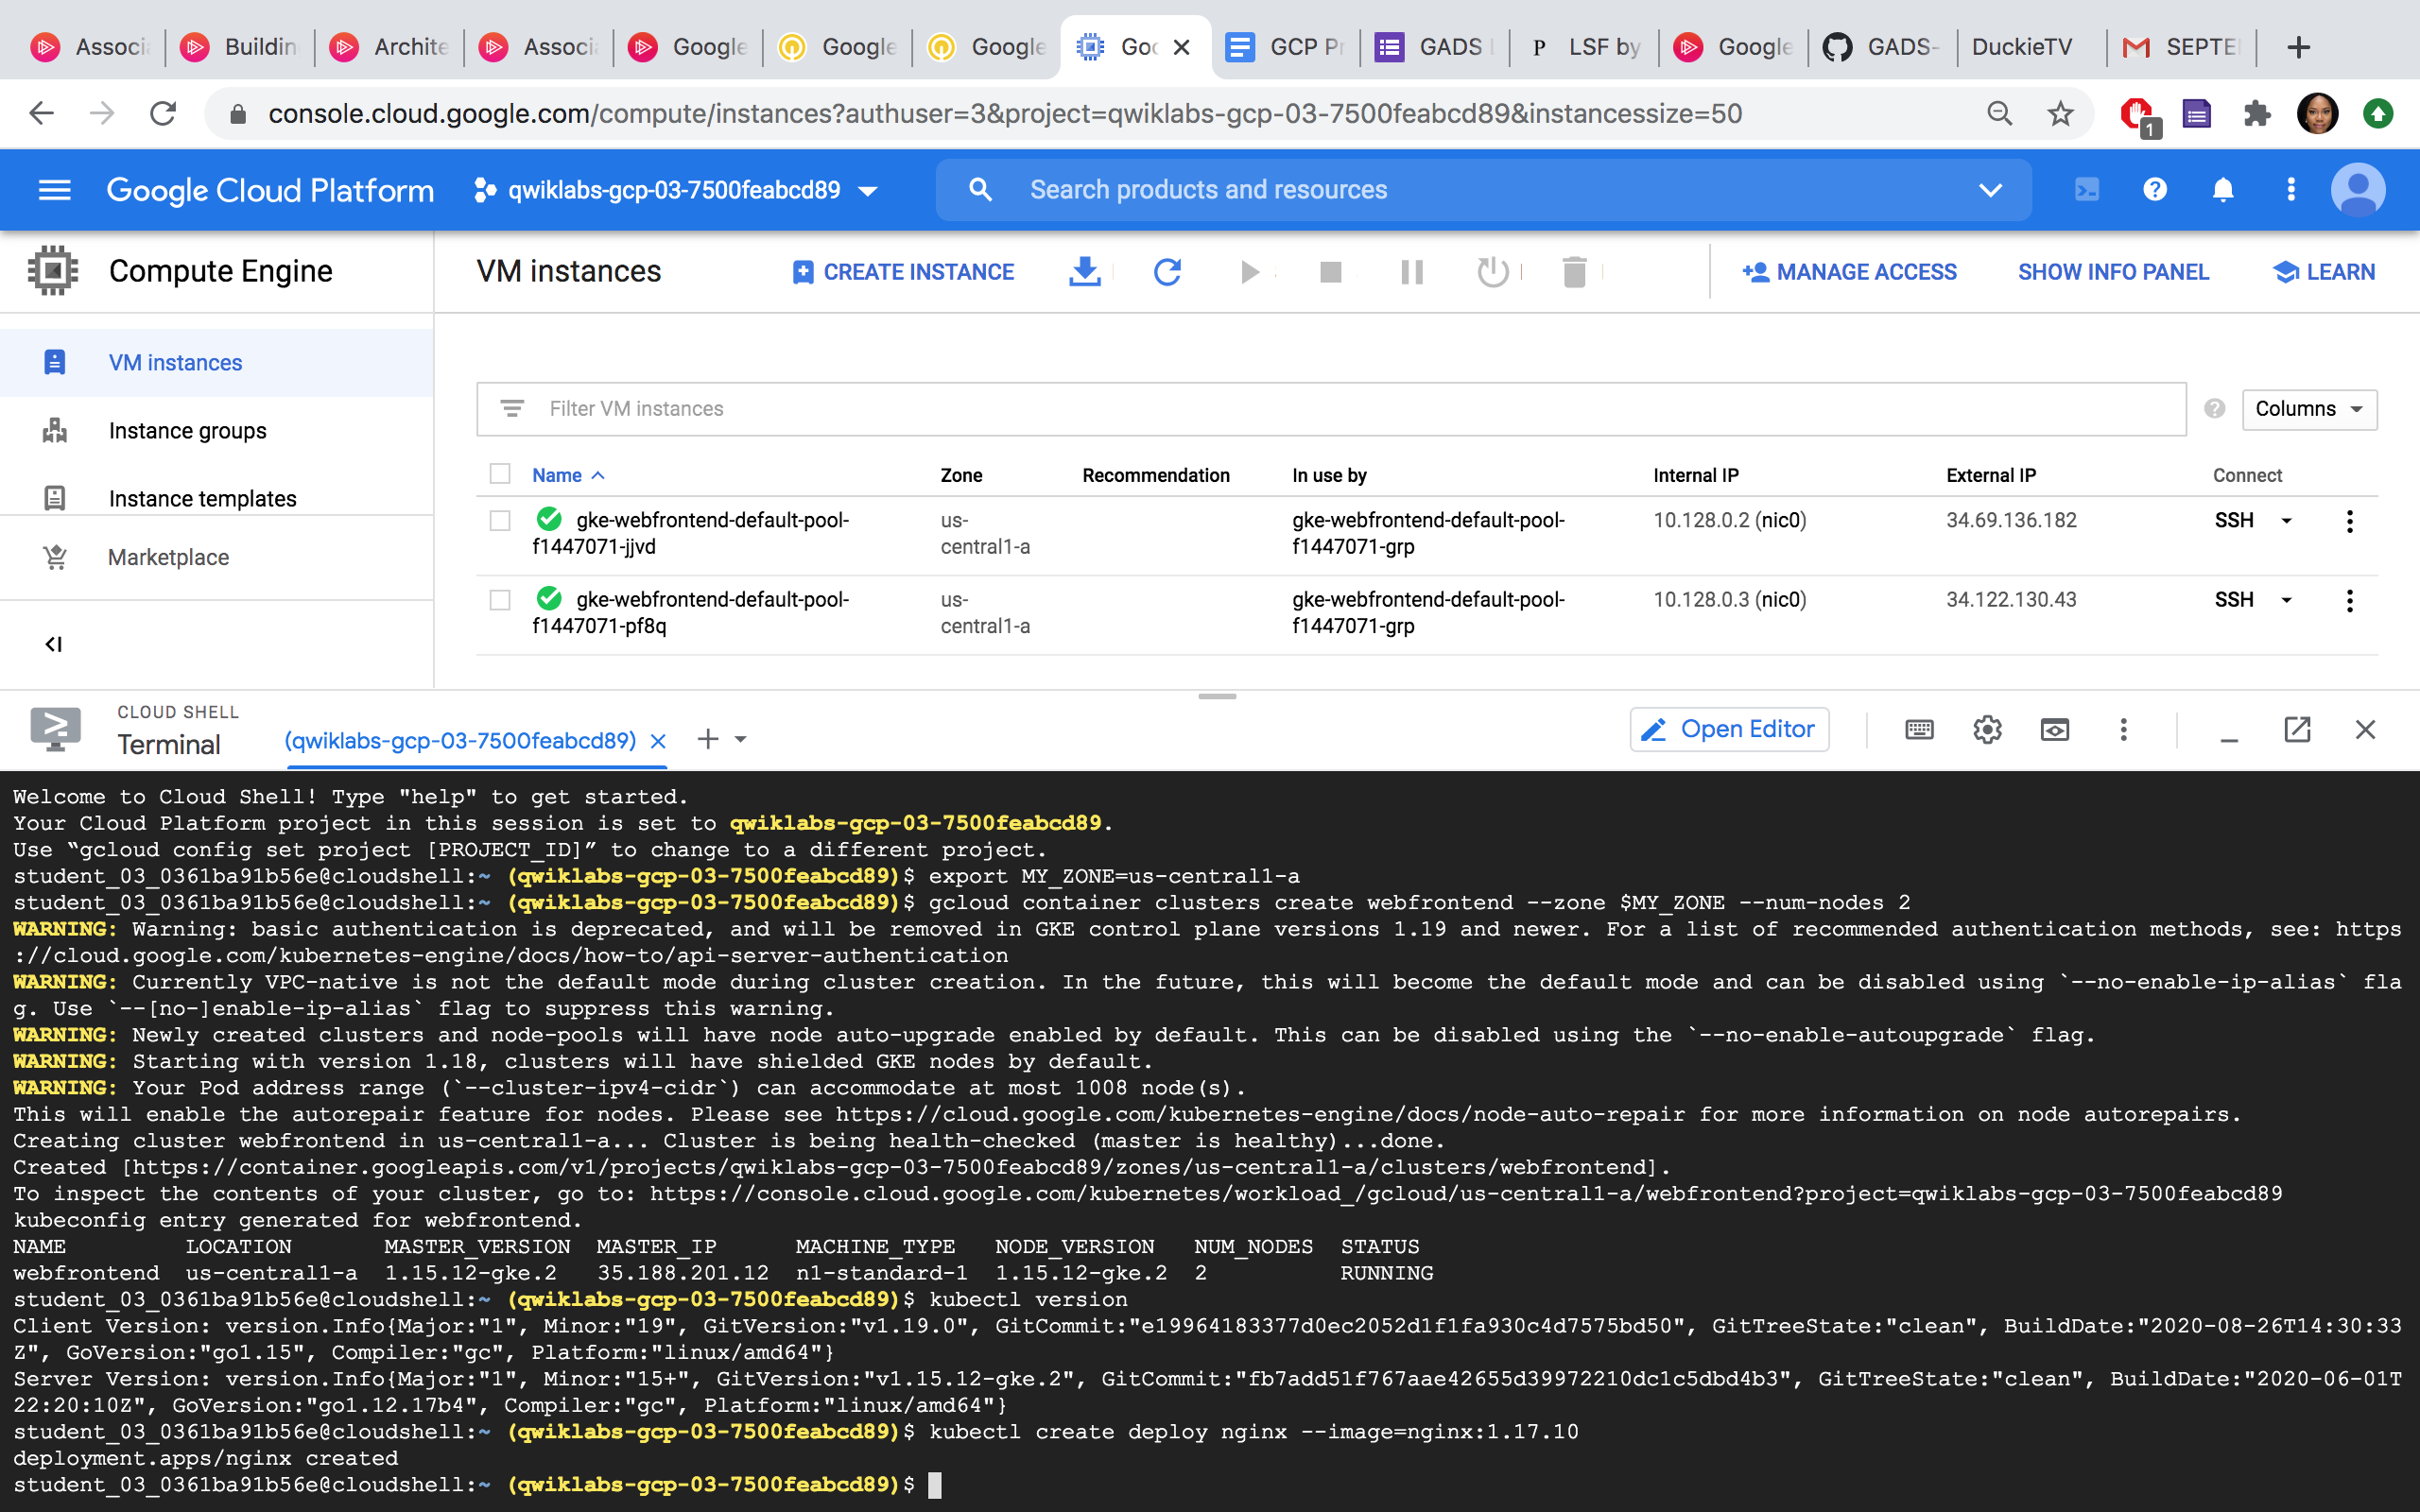 Associ
Buildin
Archite
Associ
Google
Google
Google
Goo
GCP Pr
GADS
LSF by
Google
GADS-
DuckieTV
SEPTE
console.cloud.google.com/compute/instances?authuser=3&project=qwiklabs-gcp-03-7500feabcd89&instancessize=50
1
Google Cloud Platform
qwiklabs-gcp-03-7500feabcd89
Search products and resources
Compute Engine
VM instances
CREATE INSTANCE
MANAGE ACCESS
SHOW INFO PANEL
LEARN
VM instances
Instance groups
Instance templates
Marketplace
Filter VM instances
Columns
Name Zone Recommendation In use by Internal IP External IP Connect
gke-webfrontend-default-pool- us- gke-webfrontend-default-pool- 10.128.0.2 (nic0) 34.69.136.182 SSH
f1447071-jjvd central1-a f1447071-grp
gke-webfrontend-default-pool- us- gke-webfrontend-default-pool- 10.128.0.3 (nic0) 34.122.130.43 SSH
f1447071-pf8q central1-a f1447071-grp
CLOUD SHELL
Terminal
(qwiklabs-gcp-03-7500feabcd89)
Open Editor
Welcome to Cloud Shell! Type "help" to get started.
Your Cloud Platform project in this session is set to qwiklabs-gcp-03-7500feabcd89.
Use “gcloud config set project [PROJECT_ID]” to change to a different project.
student_03_0361ba91b56e@cloudshell:~ (qwiklabs-gcp-03-7500feabcd89)$ export MY_ZONE=us-central1-a
student_03_0361ba91b56e@cloudshell:~ (qwiklabs-gcp-03-7500feabcd89)$ gcloud container clusters create webfrontend --zone $MY_ZONE --num-nodes 2
WARNING: Warning: basic authentication is deprecated, and will be removed in GKE control plane versions 1.19 and newer. For a list of recommended authentication methods, see: https
://cloud.google.com/kubernetes-engine/docs/how-to/api-server-authentication
WARNING: Currently VPC-native is not the default mode during cluster creation. In the future, this will become the default mode and can be disabled using `--no-enable-ip-alias` fla
g. Use `--[no-]enable-ip-alias` flag to suppress this warning.
WARNING: Newly created clusters and node-pools will have node auto-upgrade enabled by default. This can be disabled using the `--no-enable-autoupgrade` flag.
WARNING: Starting with version 1.18, clusters will have shielded GKE nodes by default.
WARNING: Your Pod address range (`--cluster-ipv4-cidr`) can accommodate at most 1008 node(s).
This will enable the autorepair feature for nodes. Please see https://cloud.google.com/kubernetes-engine/docs/node-auto-repair for more information on node autorepairs.
Creating cluster webfrontend in us-central1-a... Cluster is being health-checked (master is healthy)...done.
Created [https://container.googleapis.com/v1/projects/qwiklabs-gcp-03-7500feabcd89/zones/us-central1-a/clusters/webfrontend].
To inspect the contents of your cluster, go to: https://console.cloud.google.com/kubernetes/workload_/gcloud/us-central1-a/webfrontend?project=qwiklabs-gcp-03-7500feabcd89
kubeconfig entry generated for webfrontend.
NAME LOCATION MASTER_VERSION MASTER_IP MACHINE_TYPE NODE_VERSION NUM_NODES STATUS
webfrontend us-central1-a 1.15.12-gke.2 35.188.201.12 n1-standard-1 1.15.12-gke.2 2 RUNNING
student_03_0361ba91b56e@cloudshell:~ (qwiklabs-gcp-03-7500feabcd89)$ kubectl version
Client Version: version.Info{Major:"1", Minor:"19", GitVersion:"v1.19.0", GitCommit:"e19964183377d0ec2052d1f1fa930c4d7575bd50", GitTreeState:"clean", BuildDate:"2020-08-26T14:30:33
Z", GoVersion:"go1.15", Compiler:"gc", Platform:"linux/amd64"}
Server Version: version.Info{Major:"1", Minor:"15+", GitVersion:"v1.15.12-gke.2", GitCommit:"fb7add51f767aae42655d39972210dc1c5dbd4b3", GitTreeState:"clean", BuildDate:"2020-06-01T
22:20:10Z", GoVersion:"go1.12.17b4", Compiler:"gc", Platform:"linux/amd64"}
student_03_0361ba91b56e@cloudshell:~ (qwiklabs-gcp-03-7500feabcd89)$ kubectl create deploy nginx --image=nginx:1.17.10
deployment.apps/nginx created
student_03_0361ba91b56e@cloudshell:~ (qwiklabs-gcp-03-7500feabcd89)$